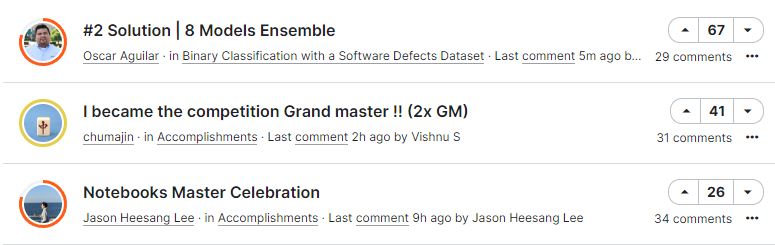 #2 Solution | 8 Models Ensemble
67
Oscar Aguilar · in Binary Classification with a Software Defects Dataset · Last comment 5m ago b...
29 comments
I became the competition Grand master !! (2x GM)
41
chumajin · in Accomplishments · Last comment 2h ago by Vishnu S
31 comments
Notebooks Master Celebration
26
Jason Heesang Lee · in Accomplishments · Last comment 9h ago by Jason Heesang Lee
34 comments